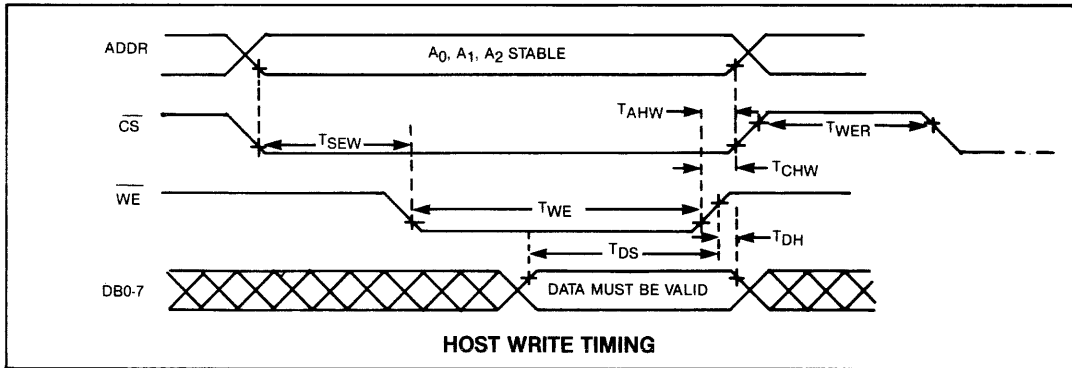 ADDR
A0, A1, A2 STABLE
TAHW
CS
TSEW
TWER
TCHW
WE
TWE
TDH
TDS
DB0-7
DATA MUST BE VALID
HOST WRITE TIMING